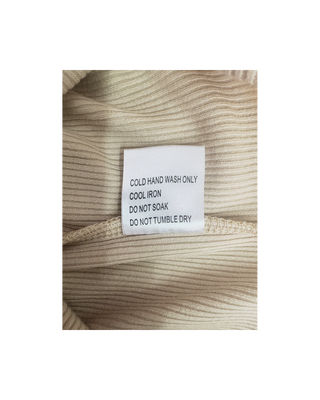 COLD HAND WASH ONLY
COOL IRON
DO NOT SOAK
DO NOT TUMBLE DRY